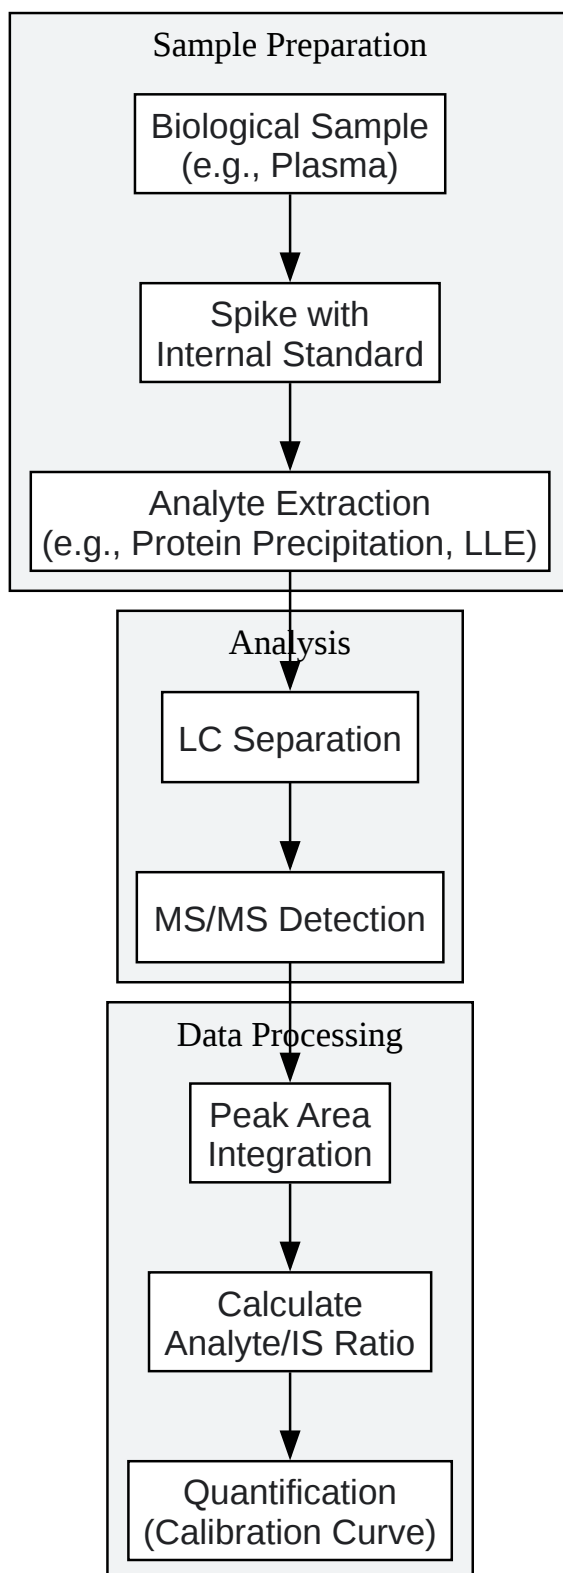 Sample Preparation
Biological Sample
(e.g., Plasma)
Spike with
Internal Standard
Analyte Extraction
(e.g., Protein Precipitation, LLE)
Analysis
LC Separation
MS/MS Detection
Data Processing
Peak Area
Integration
Calculate
Analyte/IS Ratio
Quantification
(Calibration Curve)